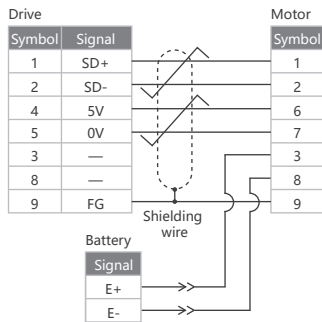 Drive Motor
Symbol Signal Symbol
1 SD+ 1
2 SD- 2
4 5V 6
5 0V 7
3 — 3
8 — 8
9 FG 9
Shielding
wire
Battery
Signal
E+
E-